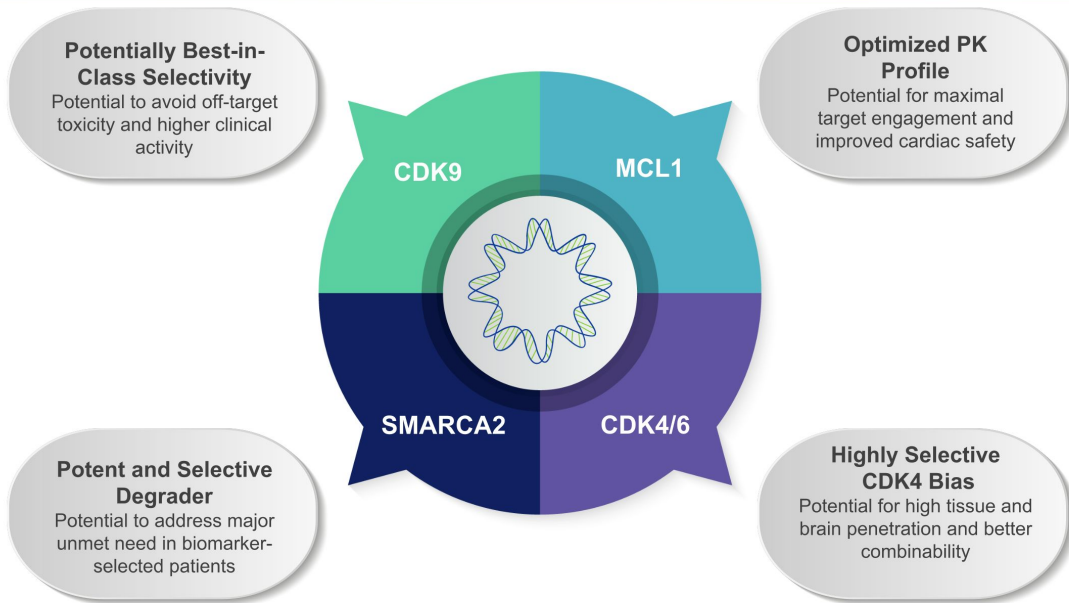 Potentially Best-in-
Class Selectivity
Potential to avoid off-target
toxicity and higher clinical
activity
Optimized PK
Profile
Potential for maximal
target engagement and
improved cardiac safety
CDK9
MCL1
SMARCA2
CDK4/6
Potent and Selective
Degrader
Potential to address major
unmet need in biomarker-
selected patients
Highly Selective
CDK4 Bias
Potential for high tissue and
brain penetration and better
combinability